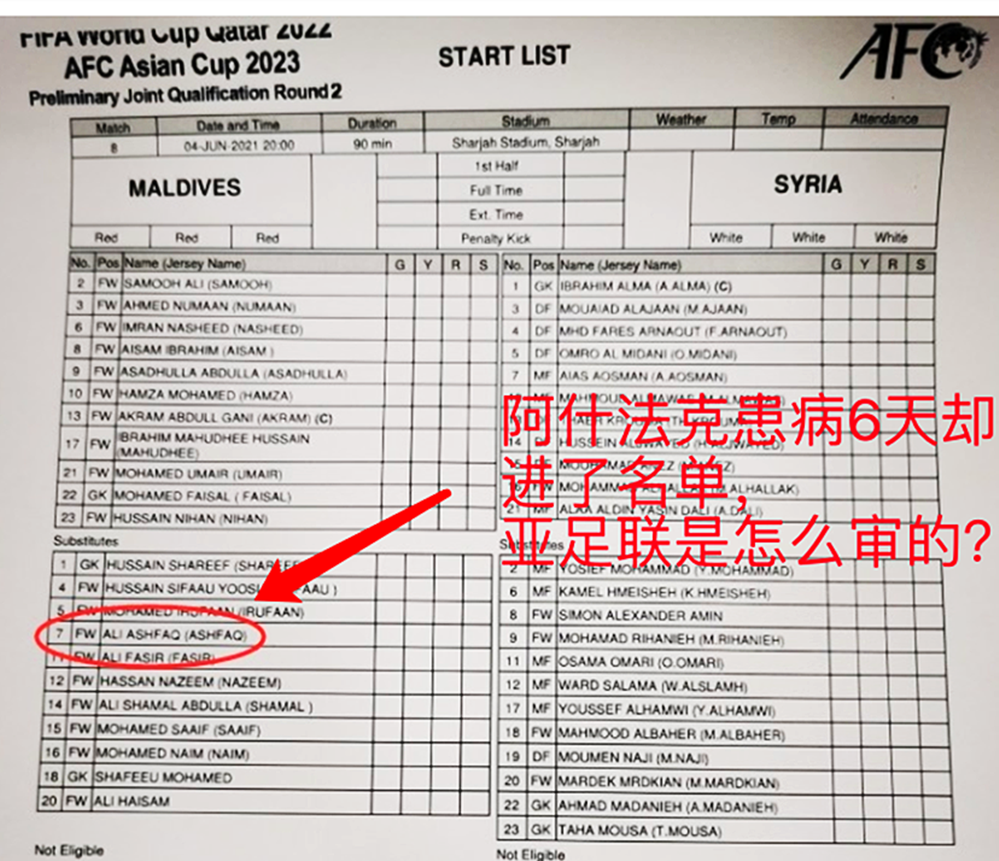 FIFA World Cup Qatar 2022
AFC Asian Cup 2023
Preliminary Joint Qualification Round 2
START LIST
AFC
Match Date and Time Duration Stadium Weather Temp Attendance
8 04-JUN-2021 20:00 90 min Sharjah Stadium, Sharjah
MALDIVES
1st Half
Full Time
Ext. Time
Penalty Kick
SYRIA
Red Red Red
White White White
No. Pos Name (Jersey Name) G Y R S
2 FW SAMOOH ALI (SAMOOH)
3 FW AHMED NUMAAN (NUMAAN)
6 FW IMRAN NASHEED (NASHEED)
8 FW AISAM IBRAHIM (AISAM )
9 FW ASADHULLA ABDULLA (ASADHULLA)
10 FW HAMZA MOHAMED (HAMZA)
13 FW AKRAM ABDULL GANI (AKRAM) (C)
17 FW IBRAHIM MAHUDHEE HUSSAIN
(MAHUDHEE)
21 FW MOHAMED UMAIR (UMAIR)
22 GK MOHAMED FAISAL ( FAISAL)
23 FW HUSSAIN NIHAN (NIHAN)
Substitutes
1 GK HUSSAIN SHAREEF
4 FW HUSSAIN SIFAAU
5 FW MOHAMED IRUFAAN (IRUFAAN)
7 FW ALI ASHFAQ (ASHFAQ)
11 FW ALI FASIR (FASIR)
12 FW HASSAN NAZEEM (NAZEEM)
14 FW ALI SHAMAL ABDULLA (SHAMAL )
15 FW MOHAMED SAAIF (SAAIF)
16 FW MOHAMED NAIM (NAIM)
18 GK SHAFEEU MOHAMED
20 FW ALI HAISAM
Not Eligible
No. Pos Name (Jersey Name) G Y R S
1 GK IBRAHIM ALMA (A.ALMA) (C)
3 DF MOUAIAD ALAJAAN (M.AJAAN)
4 DF MHD FARES ARNAOUT (F.ARNAOUT)
5 DF OMRO AL MIDANI (O.MIDANI)
7 MF AIAS AOSMAN (A.AOSMAN)
MF MAHMOUD
14 HUSSEIN
MOHAMMAD
21 MF ALAA ALDIN YASIN DALI (A.DALI)
阿什法克患病6天却
进了名单,
亚足联是怎么审的?
Substitutes
2 MF YOSIEF MOHAMMAD (Y.MOHAMMAD)
6 MF KAMEL HMEISHEH (K.HMEISHEH)
8 FW SIMON ALEXANDER AMIN
9 FW MOHAMAD RIHANIEH (M.RIHANIEH)
11 MF OSAMA OMARI (O.OMARI)
12 MF WARD SALAMA (W.ALSLAMH)
17 MF YOUSSEF ALHAMWI (Y.ALHAMWI)
18 FW MAHMOOD ALBAHER (M.ALBAHER)
19 DF MOUMEN NAJI (M.NAJI)
20 FW MARDEK MRDKIAN (M.MARDKIAN)
22 GK AHMAD MADANIEH (A.MADANIEH)
23 GK TAHA MOUSA (T.MOUSA)
Not Eligible